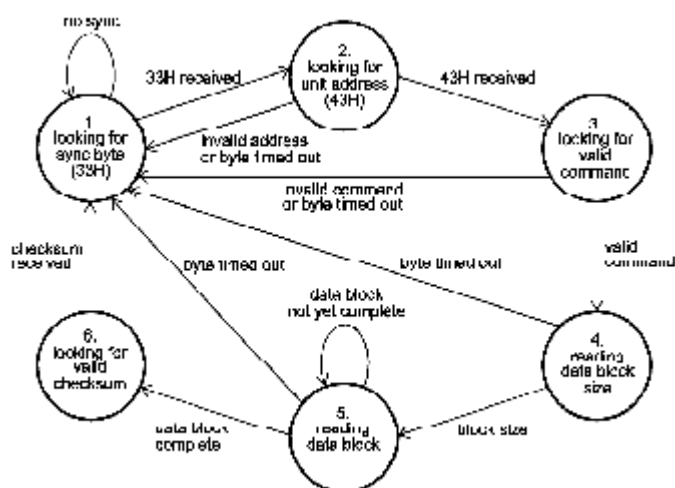 no sync
33H received
2.
looking for
unit address
(43H)
43H received
1
looking for
sync byte
(33H)
invalid address
or byte timed out
3
looking for
valid
command
invalid command
or byte timed out
checksum
received
byte timed out
byte timed out
valid
command
data block
not yet complete
6.
looking for
valid
checksum
4.
reading
data block
size
5.
reading
data block
data block
complete
block size